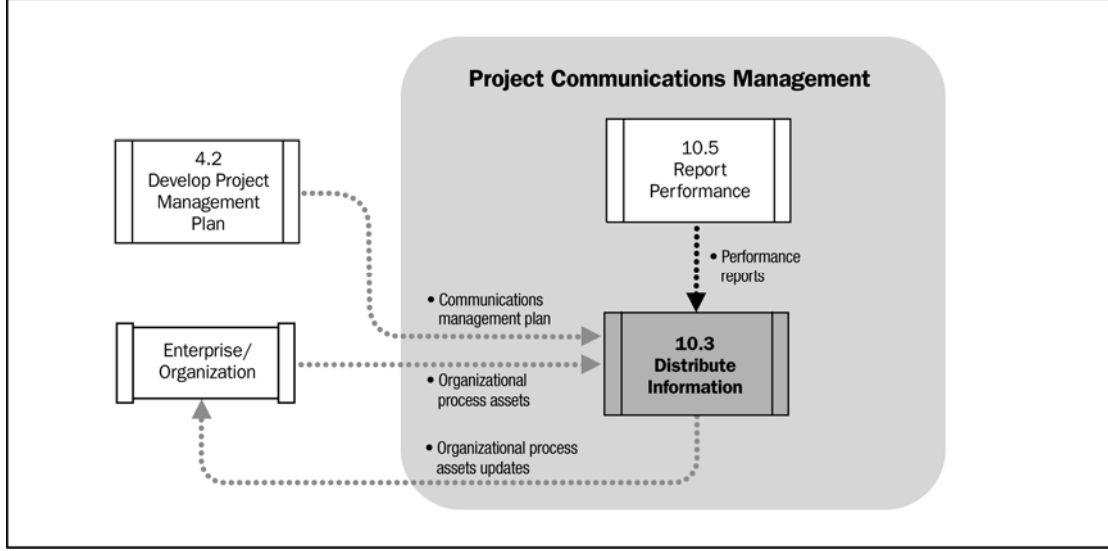 Project Communications Management
4.2
Develop Project
Management
Plan
10.5
Report
Performance
• Performance
reports
• Communications
management plan
Enterprise/
Organization
10.3
Distribute
Information
• Organizational
process assets
• Organizational process
assets updates